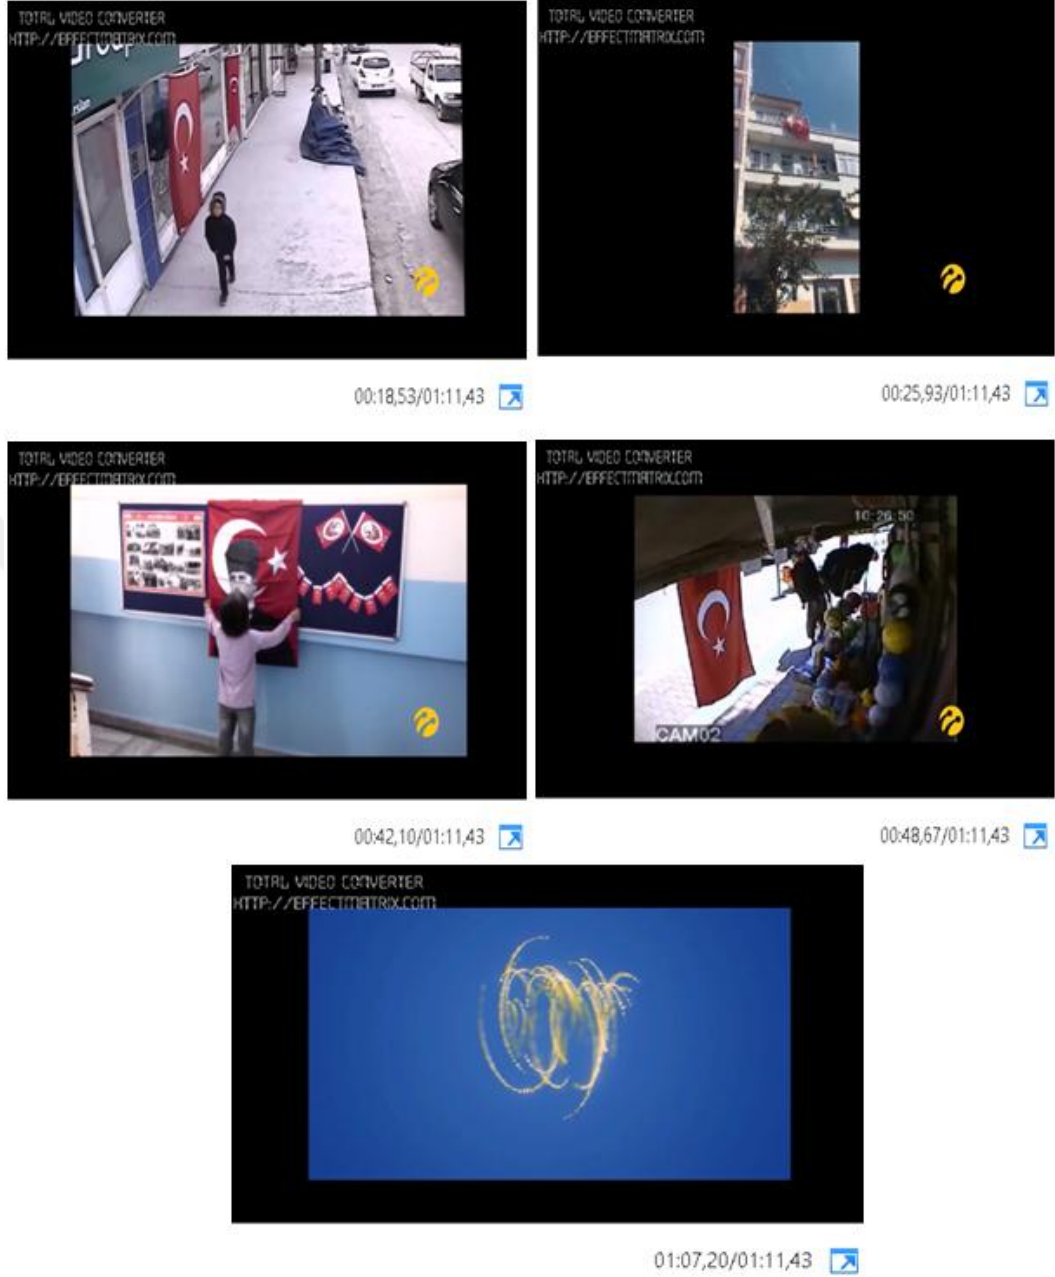 TOTAL VIDEO CONVERTER
HTTP://EFFECTMATRIX.COM
Group
rslan
00:18,53/01:11,43
TOTAL VIDEO CONVERTER
HTTP://EFFECTMATRIX.COM
00:25,93/01:11,43
TOTAL VIDEO CONVERTER
HTTP://EFFECTMATRIX.COM
00:42,10/01:11,43
TOTAL VIDEO CONVERTER
HTTP://EFFECTMATRIX.COM
10:26:50
CAM02
00:48,67/01:11,43
TOTAL VIDEO CONVERTER
HTTP://EFFECTMATRIX.COM
01:07,20/01:11,43